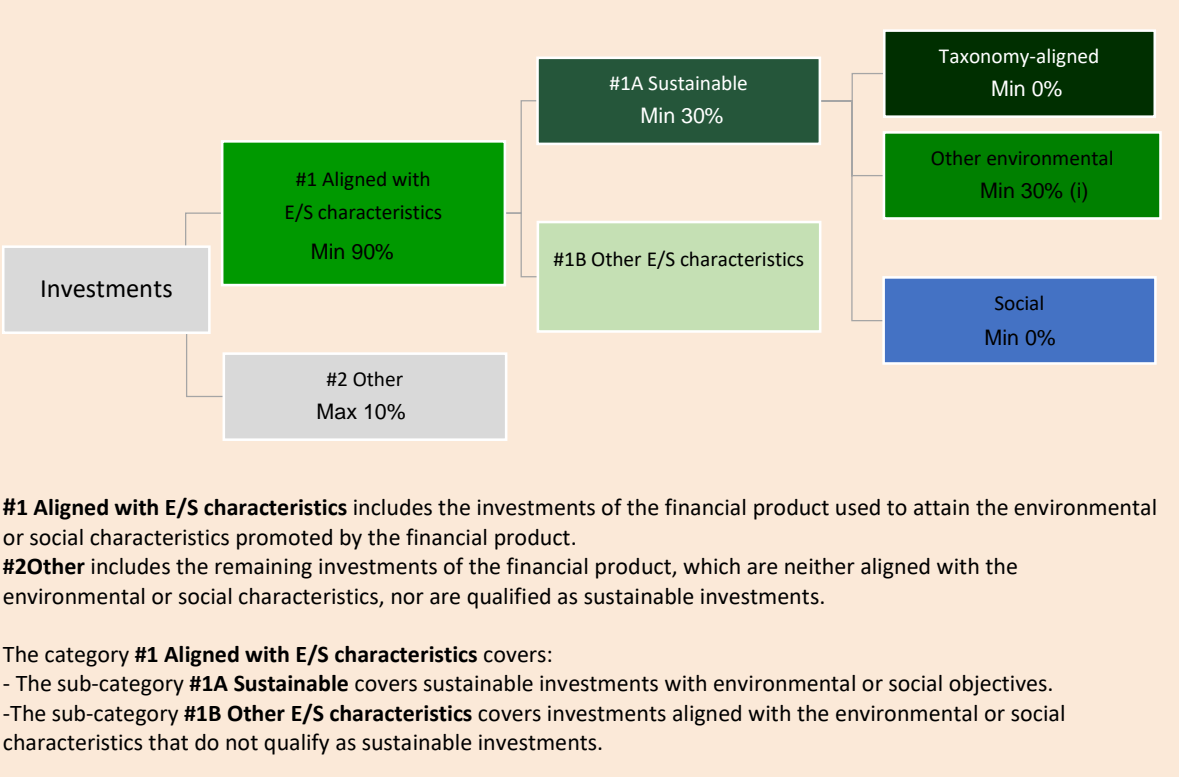 Taxonomy-aligned
Min 0%
#1A Sustainable
Min 30%
Other environmental
Min 30% (i)
#1 Aligned with
E/S characteristics
Min 90%
#1B Other E/S characteristics
Investments
Social
Min 0%
#2 Other
Max 10%
#1 Aligned with E/S characteristics includes the investments of the financial product used to attain the environmental
or social characteristics promoted by the financial product.
#2Other includes the remaining investments of the financial product, which are neither aligned with the
environmental or social characteristics, nor are qualified as sustainable investments.
The category #1 Aligned with E/S characteristics covers:
- The sub-category #1A Sustainable covers sustainable investments with environmental or social objectives.
-The sub-category #1B Other E/S characteristics covers investments aligned with the environmental or social
characteristics that do not qualify as sustainable investments.